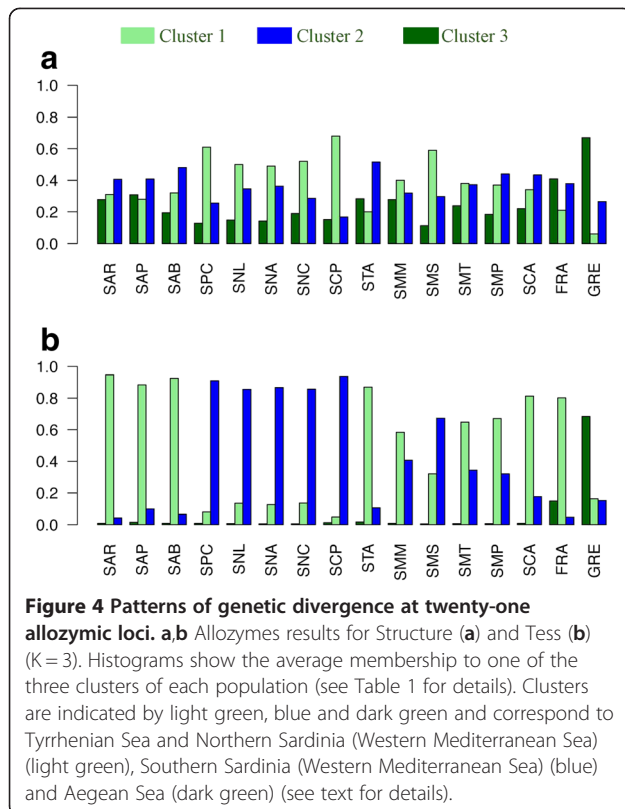 Cluster 1 Cluster 2 Cluster 3
a
1.0
0.8
0.6
0.4
0.2
0.0
SAR SAP SAB SPC SNL SNA SNC SCP STA SMM SMS SMT SMP SCA FRA GRE
b
1.0
0.8
0.6
0.4
0.2
0.0
SAR SAP SAB SPC SNL SNA SNC SCP STA SMM SMS SMT SMP SCA FRA GRE
Figure 4 Patterns of genetic divergence at twenty-one
allozymic loci. a,b Allozymes results for Structure (a) and Tess (b)
(K = 3). Histograms show the average membership to one of the
three clusters of each population (see Table 1 for details). Clusters
are indicated by light green, blue and dark green and correspond to
Tyrrhenian Sea and Northern Sardinia (Western Mediterranean Sea)
(light green), Southern Sardinia (Western Mediterranean Sea) (blue)
and Aegean Sea (dark green) (see text for details).